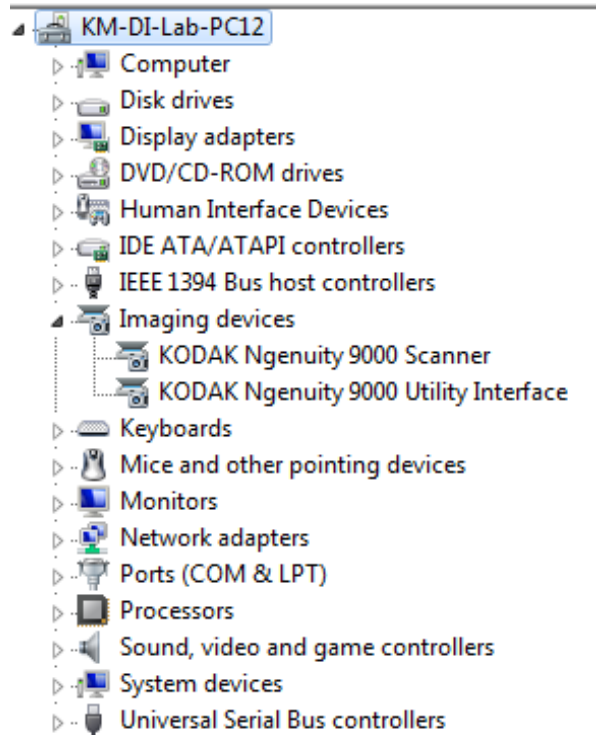 KM-DI-Lab-PC12
Computer
Disk drives
Display adapters
DVD/CD-ROM drives
Human Interface Devices
IDE ATA/ATAPI controllers
IEEE 1394 Bus host controllers
Imaging devices
KODAK Ngenuity 9000 Scanner
KODAK Ngenuity 9000 Utility Interface
Keyboards
Mice and other pointing devices
Monitors
Network adapters
Ports (COM & LPT)
Processors
Sound, video and game controllers
System devices
Universal Serial Bus controllers